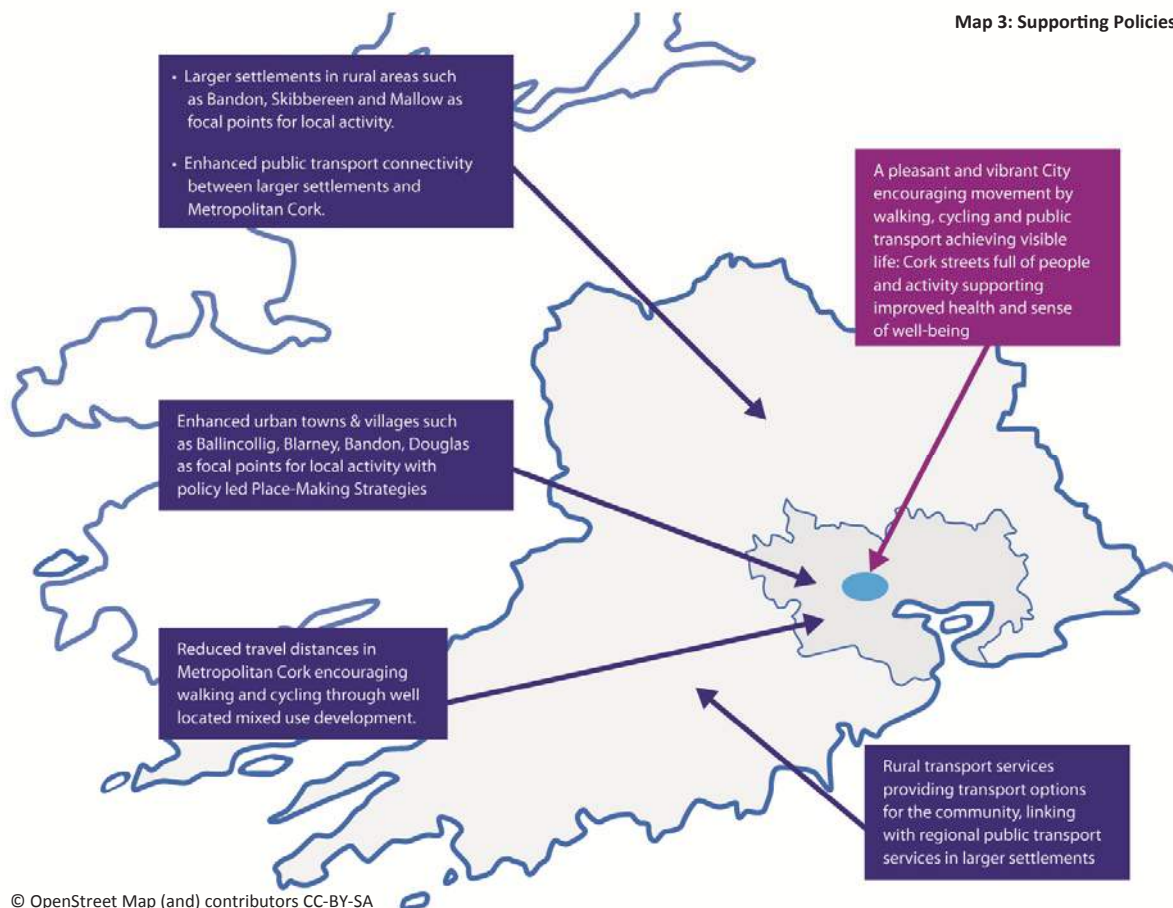 Map 3: Supporting Policies
• Larger settlements in rural areas such
as Bandon, Skibbereen and Mallow as
focal points for local activity.
• Enhanced public transport connectivity
between larger settlements and
Metropolitan Cork.
A pleasant and vibrant City
encouraging movement by
walking, cycling and public
transport achieving visible
life: Cork streets full of people
and activity supporting
improved health and sense
of well-being
Enhanced urban towns & villages such
as Ballincollig, Blarney, Bandon, Douglas
as focal points for local activity with
policy led Place-Making Strategies
Reduced travel distances in
Metropolitan Cork encouraging
walking and cycling through well
located mixed use development.
Rural transport services
providing transport options
for the community, linking
with regional public transport
services in larger settlements
© OpenStreet Map (and) contributors CC-BY-SA